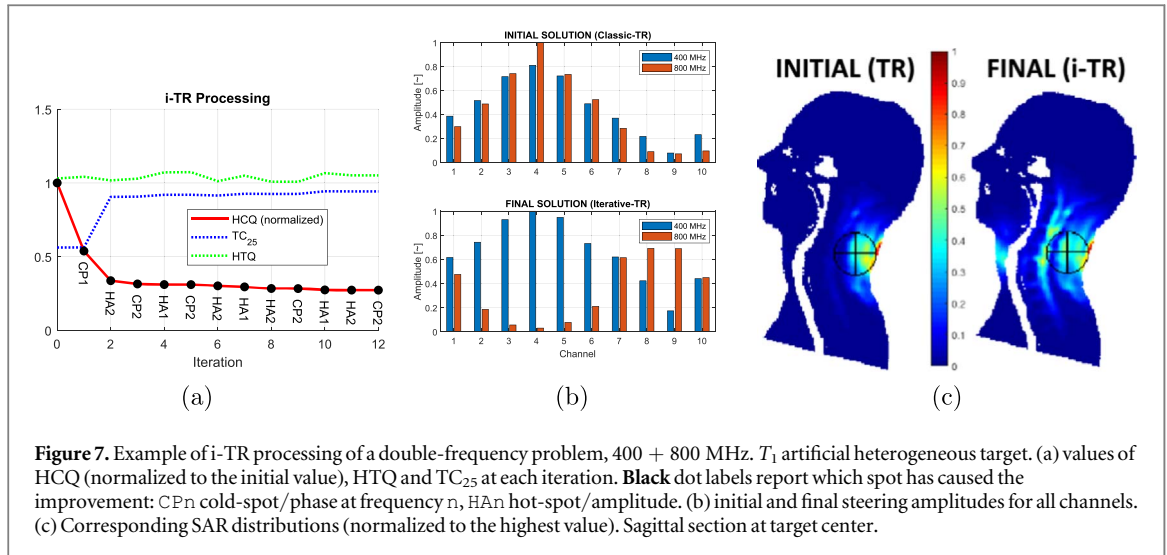 i-TR Processing
1.5
1
0.5
0
HCQ (normalized)
TC25
HTQ
CP1
HA2
CP2
HA1
CP2
HA2
HA1
HA2
CP2
HA1
HA2
CP2
0 2 4 6 8 10 12
Iteration
(a)
INITIAL SOLUTION (Classic-TR)
Amplitude [~]
1
0.8
0.6
0.4
0.2
0
400 MHz
800 MHz
1 2 3 4 5 6 7 8 9 10
FINAL SOLUTION (Iterative-TR)
Amplitude [~]
1
0.8
0.6
0.4
0.2
0
400 MHz
800 MHz
1 2 3 4 5 6 7 8 9 10
Channel
(b)
INITIAL (TR)
1
0.9
0.8
0.7
0.6
0.5
0.4
0.3
0.2
0.1
0
FINAL (i-TR)
(c)
Figure 7. Example of i-TR processing of a double-frequency problem, 400 + 800 MHz. T1 artificial heterogeneous target. (a) values of
HCQ (normalized to the initial value), HTQ and TC25 at each iteration. Black dot labels report which spot has caused the
improvement: CPn cold-spot/phase at frequency n, HAn hot-spot/amplitude. (b) initial and final steering amplitudes for all channels.
(c) Corresponding SAR distributions (normalized to the highest value). Sagittal section at target center.